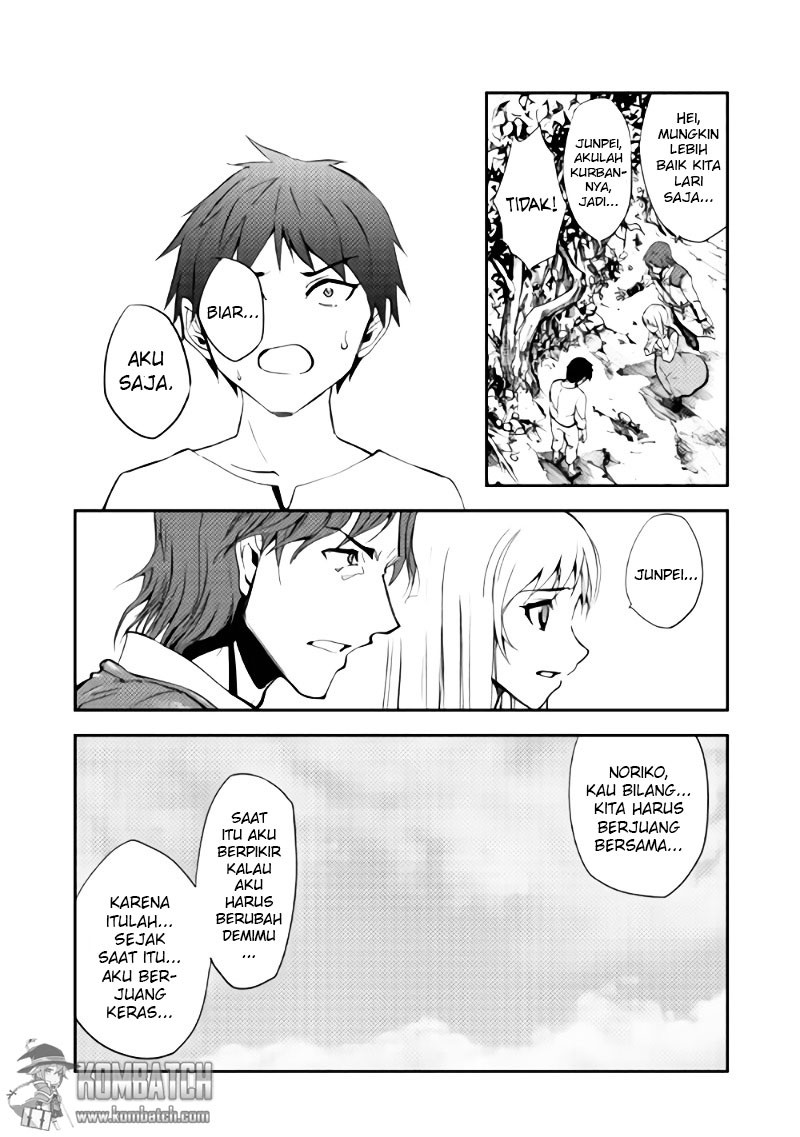 HEI,
MUNGKIN
LEBIH
BAIK KITA
LARI
SAJA...
JUNPEI,
AKULAH
KURBAN-
NYA,
JADI...
TIDAK!
BIAR...
AKU
SAJA.
JUNPEI...
NORIKO,
KAU BILANG...
KITA HARUS
BERJUANG
BERSAMA...
SAAT
ITU AKU
BERPIKIR
KALAU
AKU
HARUS
BERUBAH
DEMIMU
...
KARENA
ITULAH...
SEJAK
SAAT ITU...
AKU BER-
JUANG
KERAS...
KOMBATCH
www.kombatch.com